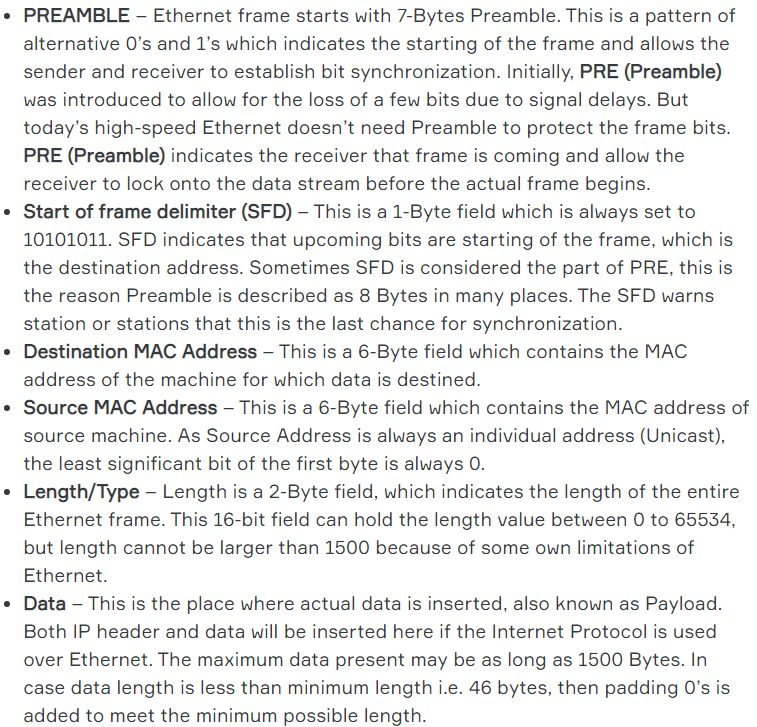 • PREAMBLE – Ethernet frame starts with 7-Bytes Preamble. This is a pattern of
alternative 0’s and 1’s which indicates the starting of the frame and allows the
sender and receiver to establish bit synchronization. Initially, PRE (Preamble)
was introduced to allow for the loss of a few bits due to signal delays. But
today’s high-speed Ethernet doesn’t need Preamble to protect the frame bits.
PRE (Preamble) indicates the receiver that frame is coming and allow the
receiver to lock onto the data stream before the actual frame begins.
• Start of frame delimiter (SFD) – This is a 1-Byte field which is always set to
10101011. SFD indicates that upcoming bits are starting of the frame, which is
the destination address. Sometimes SFD is considered the part of PRE, this is
the reason Preamble is described as 8 Bytes in many places. The SFD warns
station or stations that this is the last chance for synchronization.
• Destination MAC Address – This is a 6-Byte field which contains the MAC
address of the machine for which data is destined.
• Source MAC Address – This is a 6-Byte field which contains the MAC address of
source machine. As Source Address is always an individual address (Unicast),
the least significant bit of the first byte is always 0.
• Length/Type – Length is a 2-Byte field, which indicates the length of the entire
Ethernet frame. This 16-bit field can hold the length value between 0 to 65534,
but length cannot be larger than 1500 because of some own limitations of
Ethernet.
• Data – This is the place where actual data is inserted, also known as Payload.
Both IP header and data will be inserted here if the Internet Protocol is used
over Ethernet. The maximum data present may be as long as 1500 Bytes. In
case data length is less than minimum length i.e. 46 bytes, then padding 0’s is
added to meet the minimum possible length.